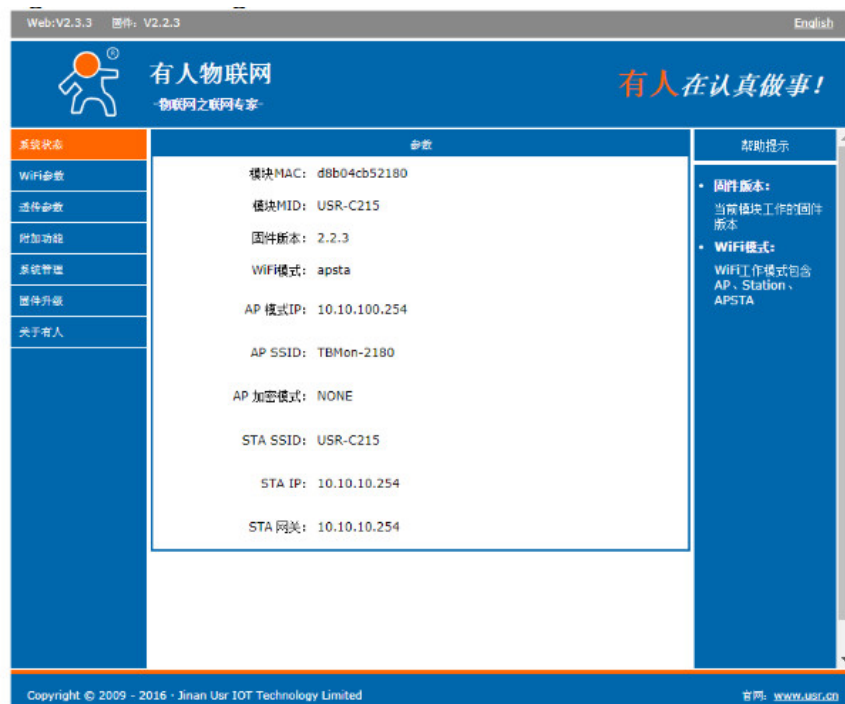 Web:V2.3.3 固件: V2.2.3
English
®
有人物联网
-物联网之联网专家-
有人在认真做事!
系统状态
WiFi参数
透传参数
附加功能
系统管理
固件升级
关于有人
参数
模块MAC: d8b04cb52180
模块MID: USR-C215
固件版本: 2.2.3
WiFi模式: apsta
AP 模式IP: 10.10.100.254
AP SSID: TBMon-2180
AP 加密模式: NONE
STA SSID: USR-C215
STA IP: 10.10.10.254
STA 网关: 10.10.10.254
帮助提示
• 固件版本:
当前模块工作的固件
版本
• WiFi模式:
WiFi工作模式包含
AP、Station、
APSTA
Copyright © 2009 - 2016 · Jinan Usr IOT Technology Limited
官网: www.usr.cn